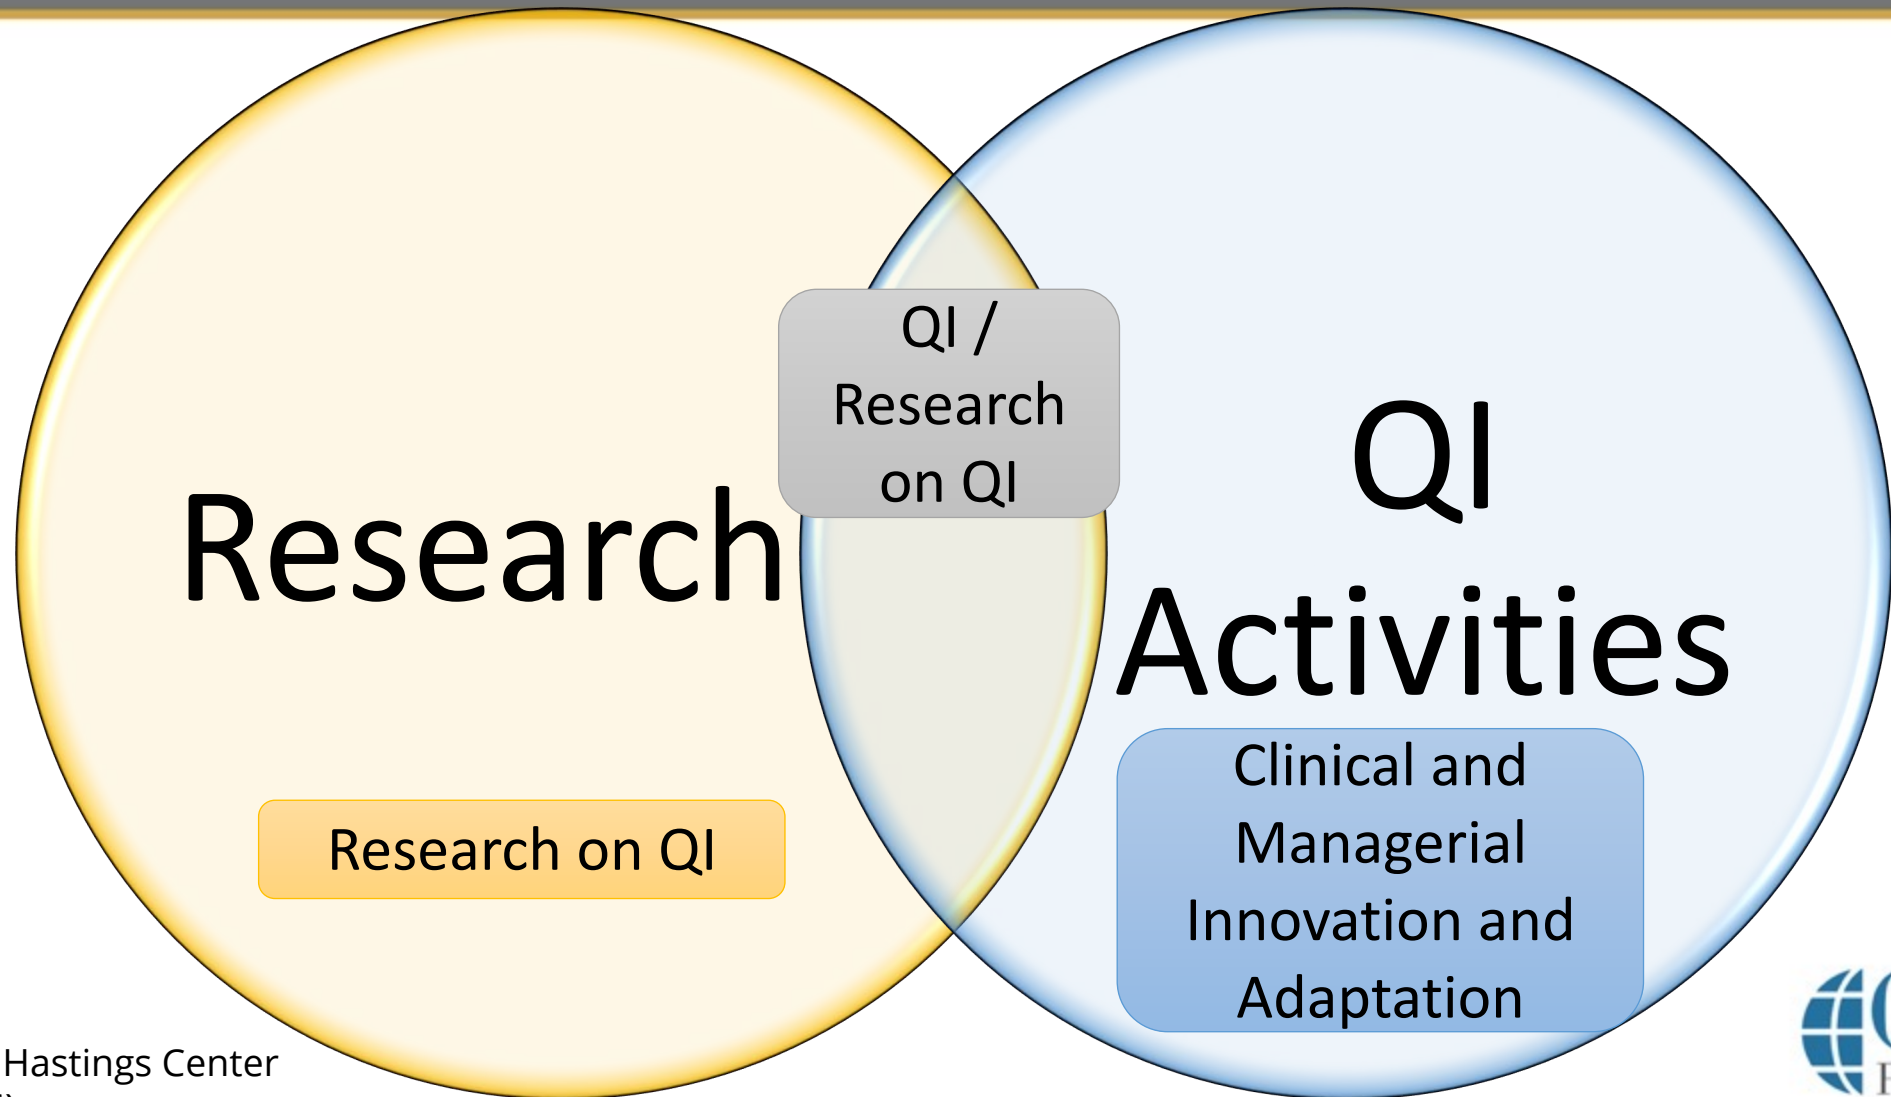 QI /
Research
on QI
Research
QI
Activities
Research on QI
Clinical and
Managerial
Innovation and
Adaptation
Hastings Center